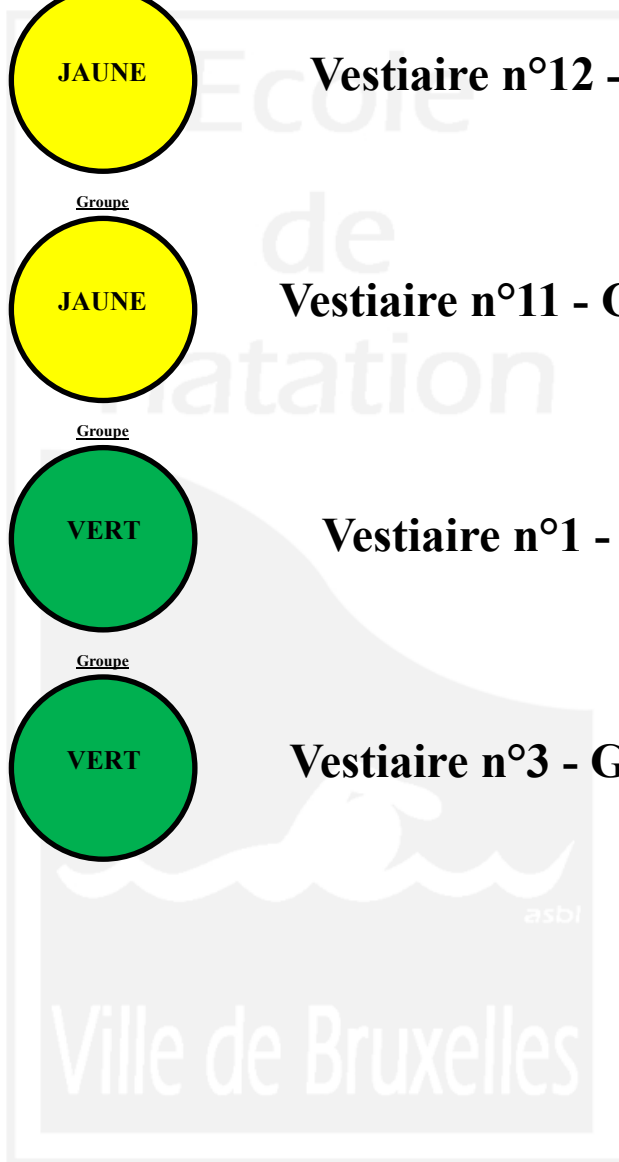 JAUNE
Vestiaire n°12 -
Groupe
JAUNE
Vestiaire n°11 - G
Groupe
VERT
Vestiaire n°1 -
Groupe
VERT
Vestiaire n°3 - G
Ecole
de
natation
asbl
Ville de Bruxelles